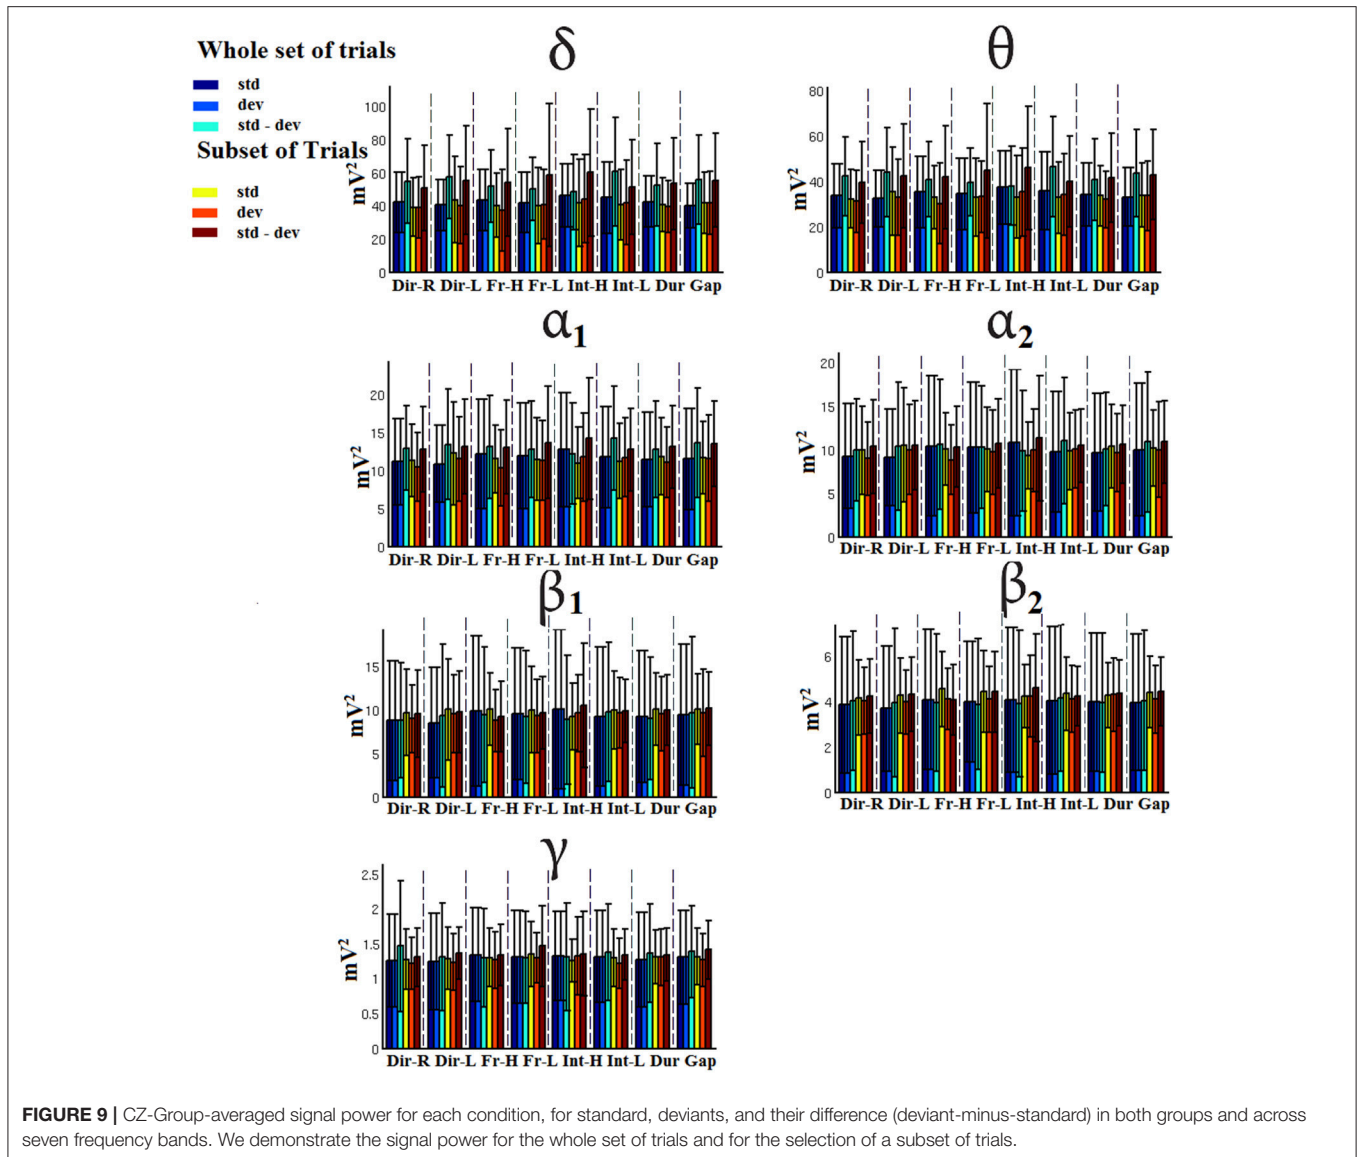 Whole set of trials
std
dev
std - dev
Subset of Trials
std
dev
std - dev
δ
mV²
100
80
60
40
20
0
Dir-R Dir-L Fr-H Fr-L Int-H Int-L Dur Gap
θ
mV²
80
60
40
20
0
Dir-R Dir-L Fr-H Fr-L Int-H Int-L Dur Gap
α₁
mV²
20
15
10
5
0
Dir-R Dir-L Fr-H Fr-L Int-H Int-L Dur Gap
α₂
mV²
20
15
10
5
0
Dir-R Dir-L Fr-H Fr-L Int-H Int-L Dur Gap
β₁
mV²
15
10
5
0
Dir-R Dir-L Fr-H Fr-L Int-H Int-L Dur Gap
β₂
mV²
6
4
2
0
Dir-R Dir-L Fr-H Fr-L Int-H Int-L Dur Gap
γ
mV²
2.5
2
1.5
1
0.5
0
Dir-R Dir-L Fr-H Fr-L Int-H Int-L Dur Gap
FIGURE 9 | CZ-Group-averaged signal power for each condition, for standard, deviants, and their difference (deviant-minus-standard) in both groups and across
seven frequency bands. We demonstrate the signal power for the whole set of trials and for the selection of a subset of trials.